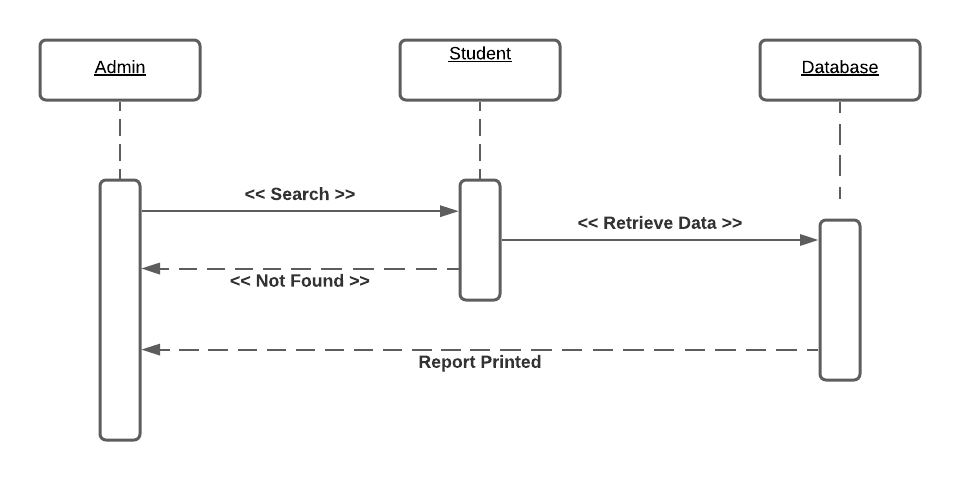 Admin
Student
Database
<< Search >>
<< Retrieve Data >>
<< Not Found >>
Report Printed